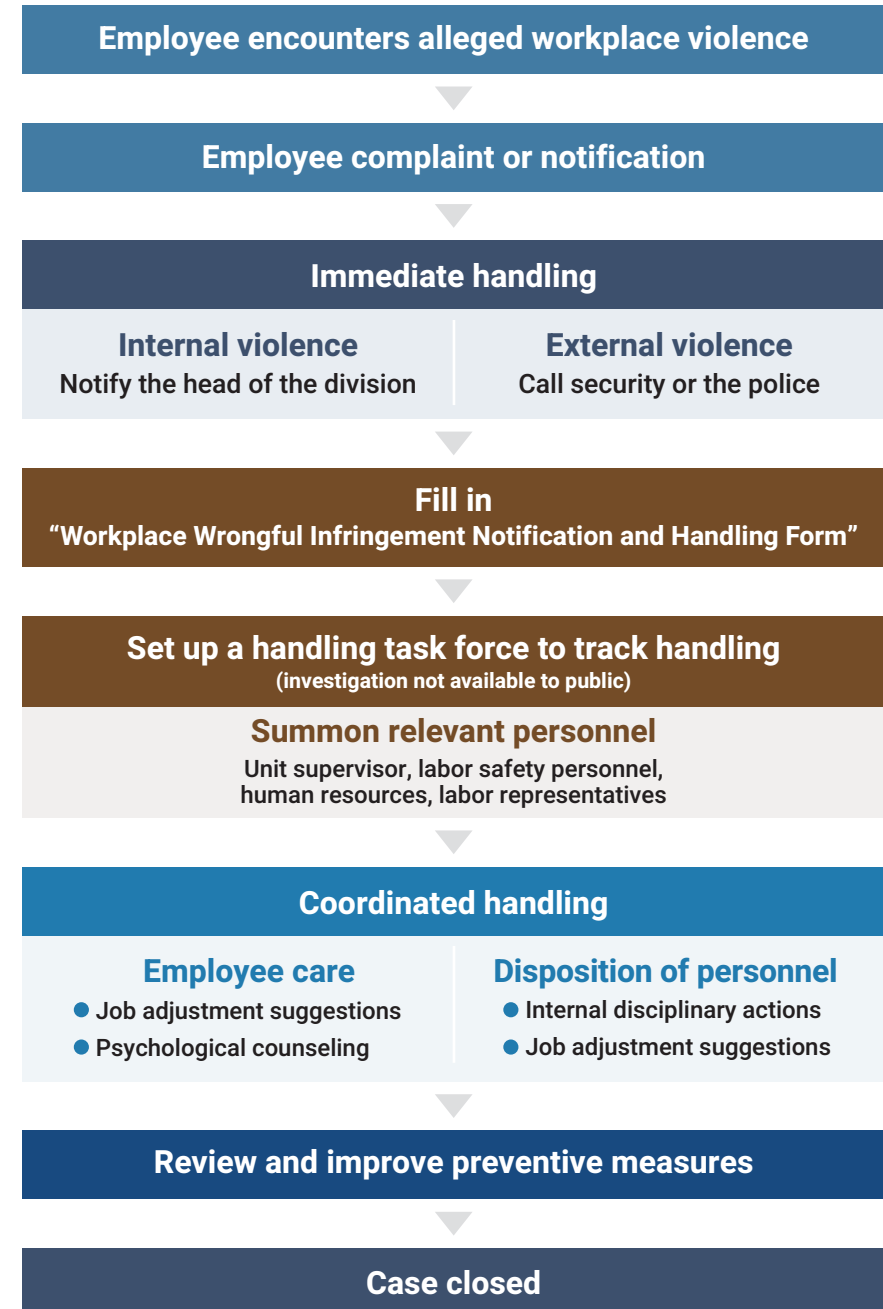 Employee encounters alleged workplace violence
Employee complaint or notification
Immediate handling
Internal violence
Notify the head of the division
External violence
Call security or the police
Fill in
“Workplace Wrongful Infringement Notification and Handling Form”
Set up a handling task force to track handling
(investigation not available to public)
Summon relevant personnel
Unit supervisor, labor safety personnel,
human resources, labor representatives
Coordinated handling
Employee care
● Job adjustment suggestions
● Psychological counseling
Disposition of personnel
● Internal disciplinary actions
● Job adjustment suggestions
Review and improve preventive measures
Case closed